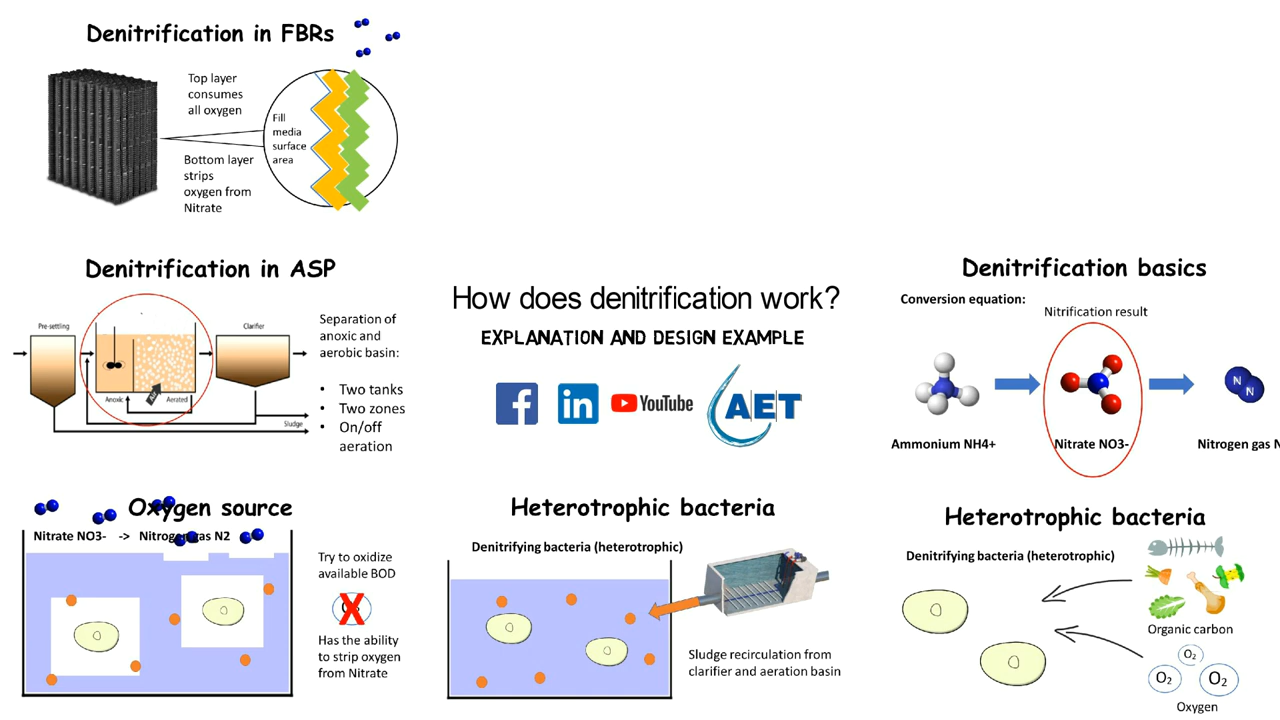 Denitrification in FBRs
Top layer
consumes
all oxygen
Fill
media
surface
area
Bottom layer
strips
oxygen from
Nitrate
Denitrification in ASP
Pre-settling
Clarifier
Anoxic
Air
Aerated
Sludge
Separation of
anoxic and
aerobic basin:
• Two tanks
• Two zones
• On/off
aeration
How does denitrification work?
EXPLANATION AND DESIGN EXAMPLE
f
in
YouTube
AET
Denitrification basics
Conversion equation:
Nitrification result
N
N
Ammonium NH4+
Nitrate NO3-
Nitrogen gas N
Oxygen source
Nitrate NO3- -> Nitrogen gas N2
Try to oxidize
available BOD
X
Has the ability
to strip oxygen
from Nitrate
Heterotrophic bacteria
Denitrifying bacteria (heterotrophic)
Sludge recirculation from
clarifier and aeration basin
Heterotrophic bacteria
Denitrifying bacteria (heterotrophic)
Organic carbon
O2
O2
O2
Oxygen